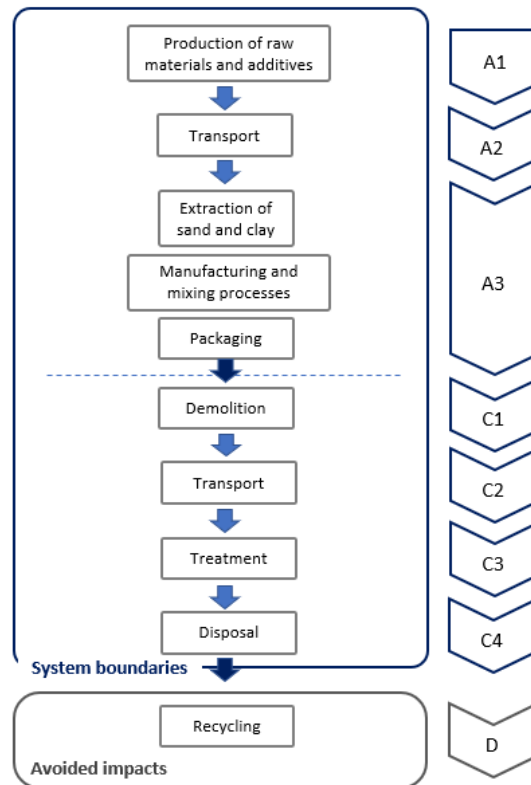 Production of raw
materials and additives
A1
Transport
A2
Extraction of
sand and clay
Manufacturing and
mixing processes
A3
Packaging
Demolition
C1
Transport
C2
Treatment
C3
Disposal
C4
System boundaries
Recycling
D
Avoided impacts